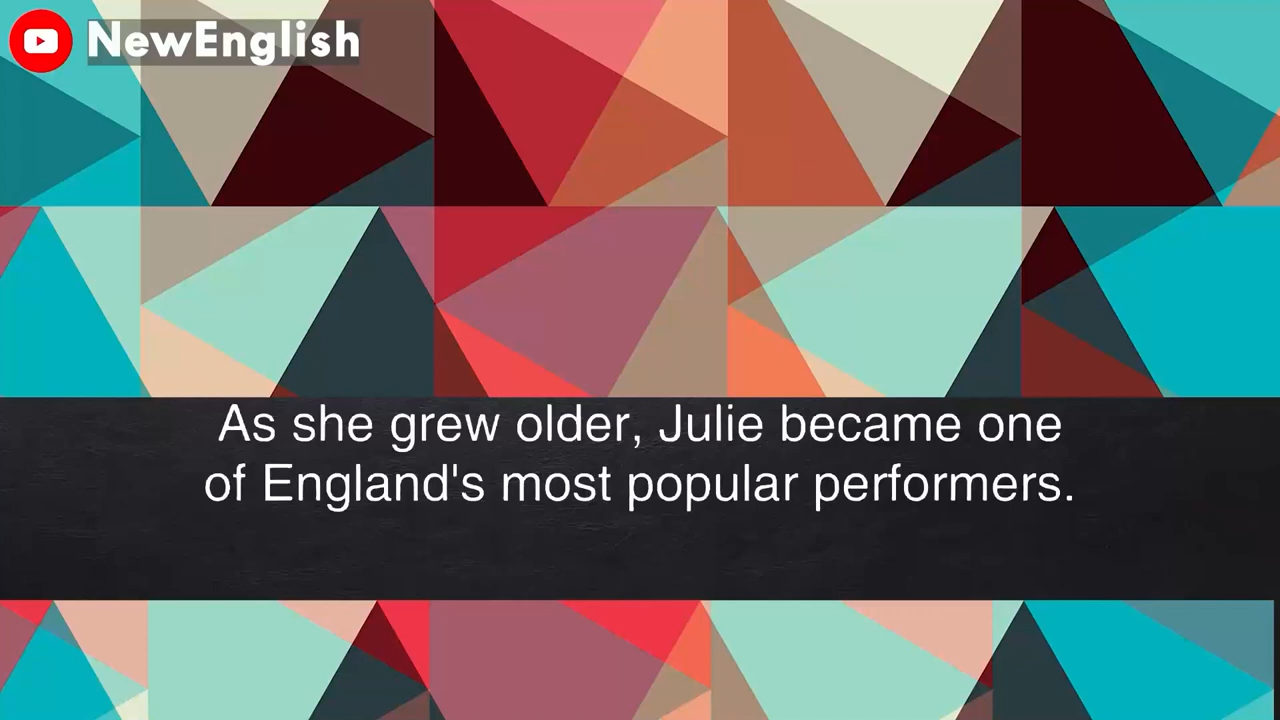 NewEnglish
As she grew older, Julie became one
of England's most popular performers.